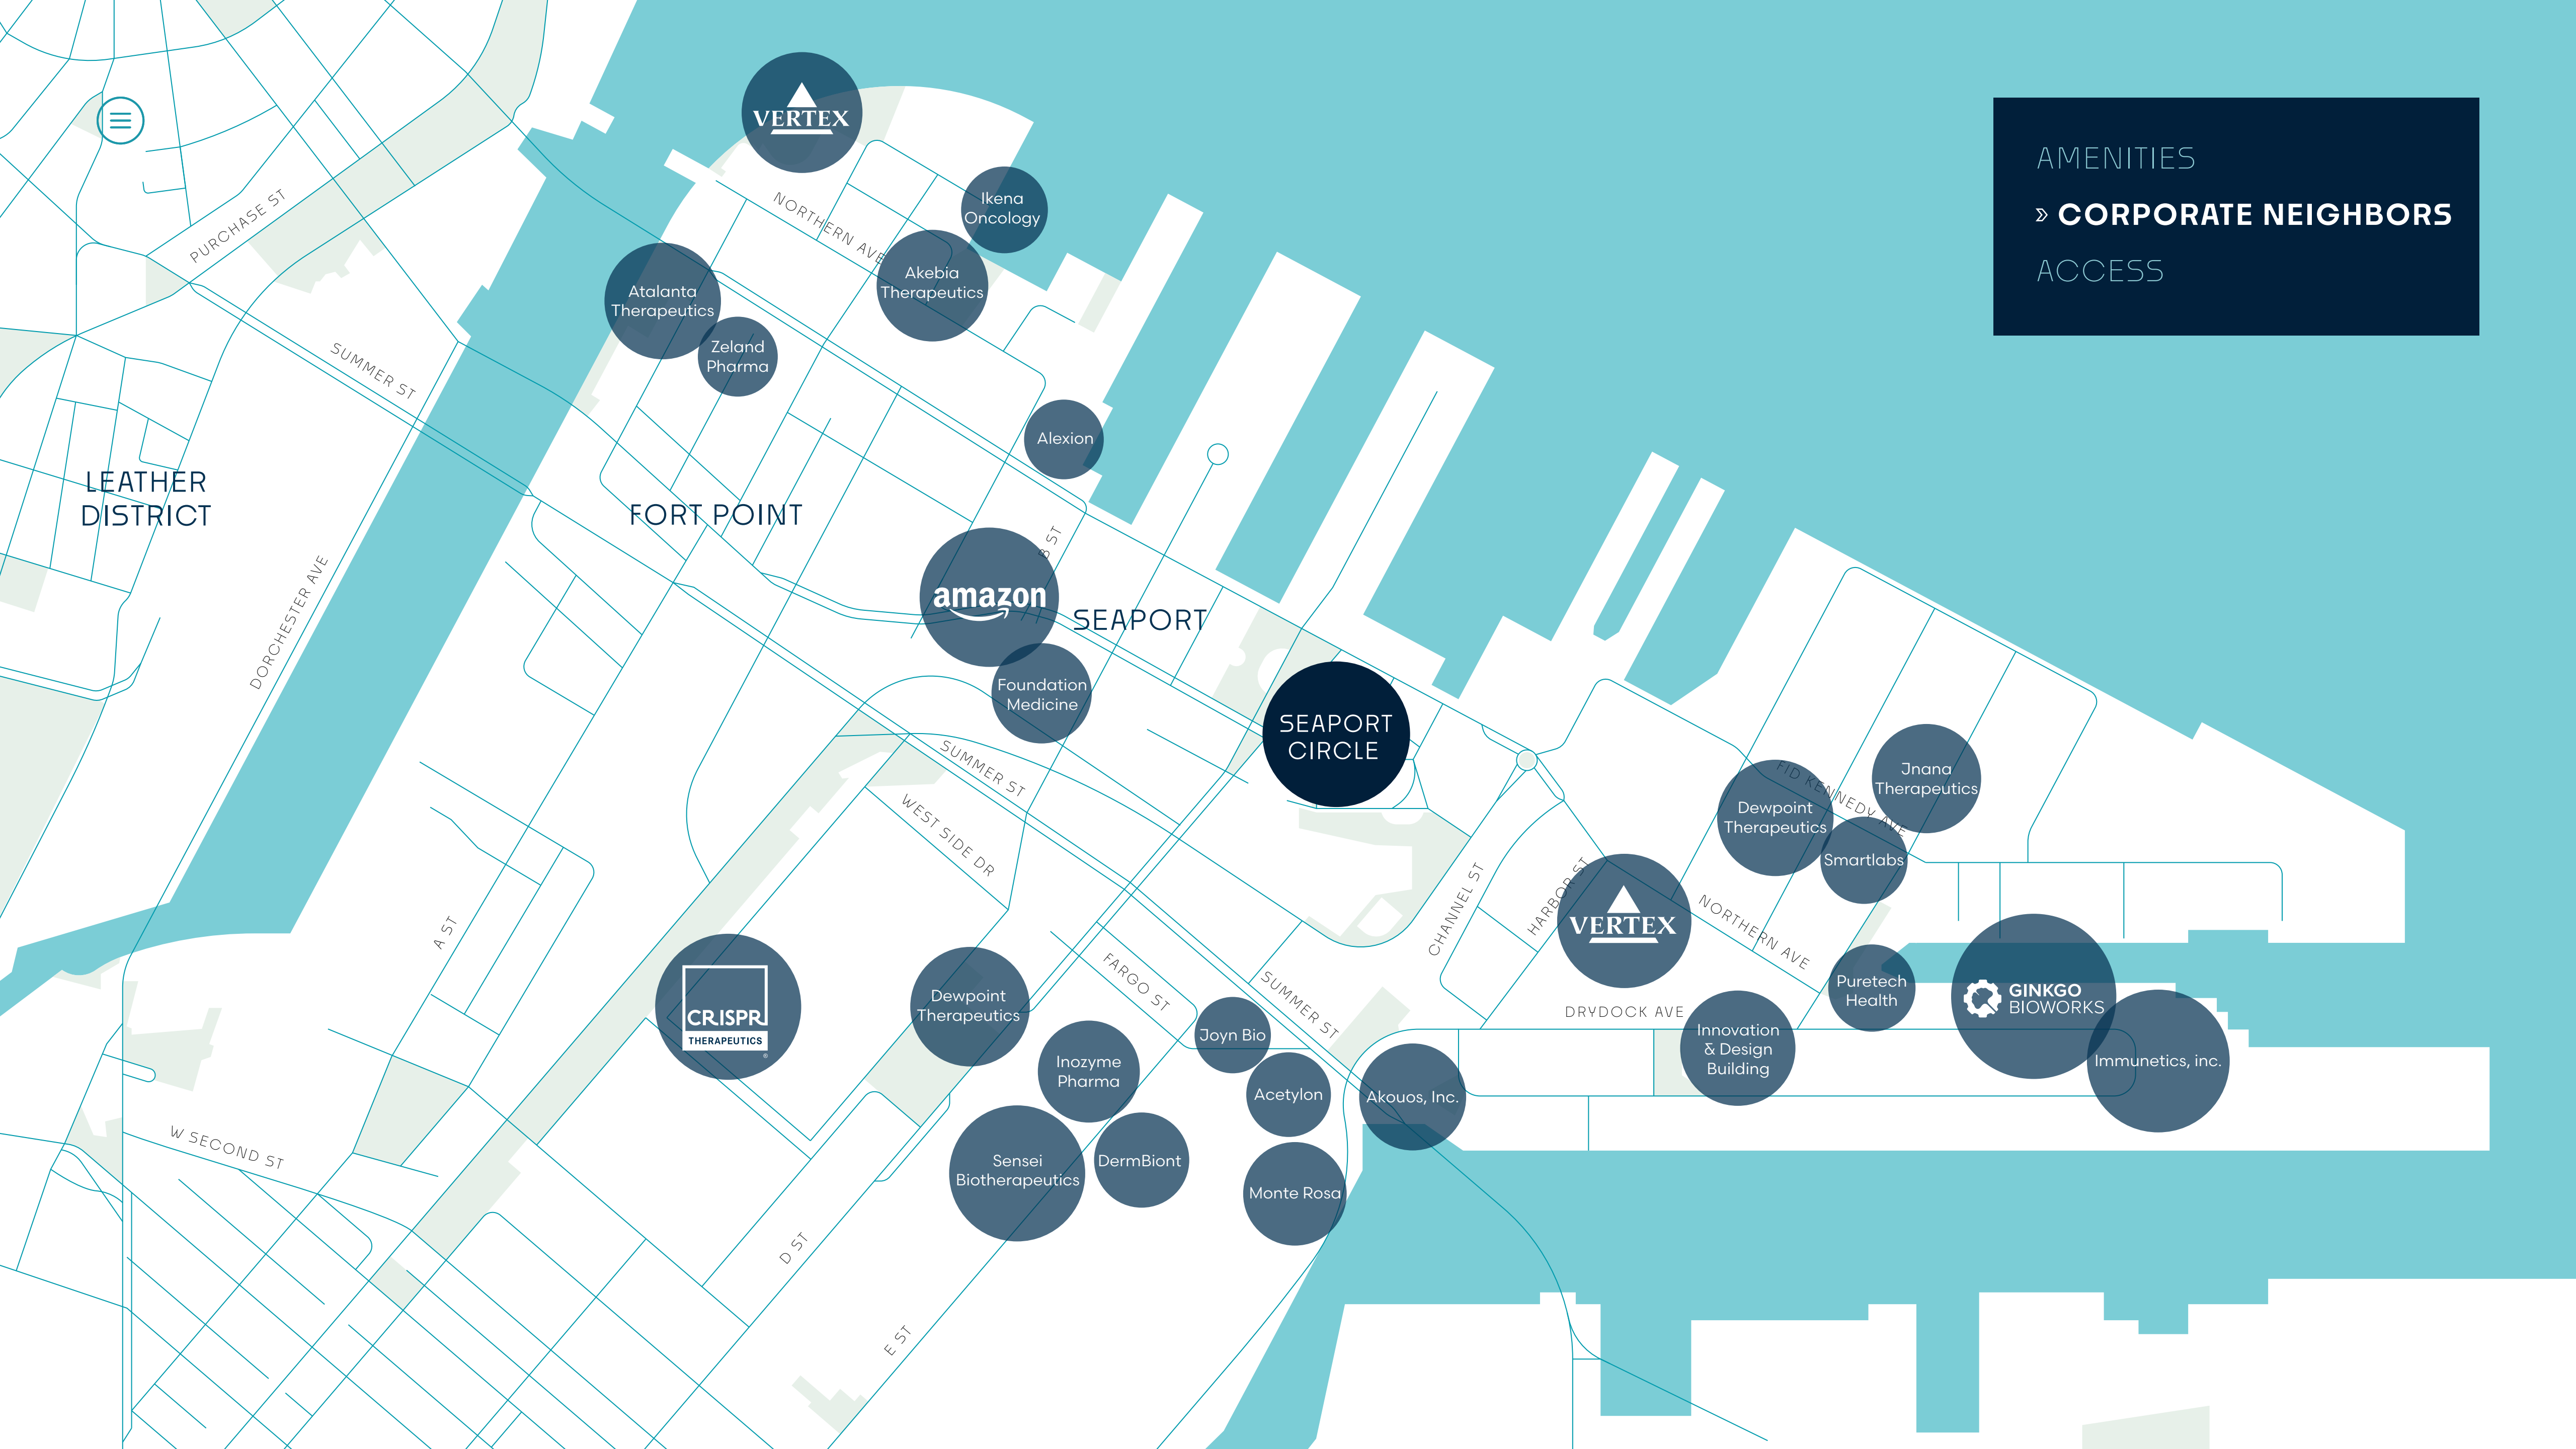 VERTEX
AMENITIES
» CORPORATE NEIGHBORS
ACCESS
Ikena
Oncology
PURCHASE ST
NORTHERN AVE
Akebia
Therapeutics
Atalanta
Therapeutics
Zeland
Pharma
SUMMER ST
Alexion
LEATHER
DISTRICT
FORT POINT
B ST
amazon
SEAPORT
DORCHESTER AVE
Foundation
Medicine
SEAPORT
CIRCLE
SUMMER ST
WEST SIDE DR
FID KENNEDY AVE
Jnana
Therapeutics
Dewpoint
Therapeutics
Smartlabs
CHANNEL ST
HARBOR ST
VERTEX
NORTHERN AVE
A ST
CRISPR
THERAPEUTICS
®
Dewpoint
Therapeutics
FARGO ST
SUMMER ST
Puretech
Health
GINKGO
BIOWORKS
DRYDOCK AVE
Joyn Bio
Innovation
& Design
Building
Immunetics, inc.
Inozyme
Pharma
Acetylon
Akouos, Inc.
W SECOND ST
Sensei
Biotherapeutics
DermBiont
Monte Rosa
D ST
E ST